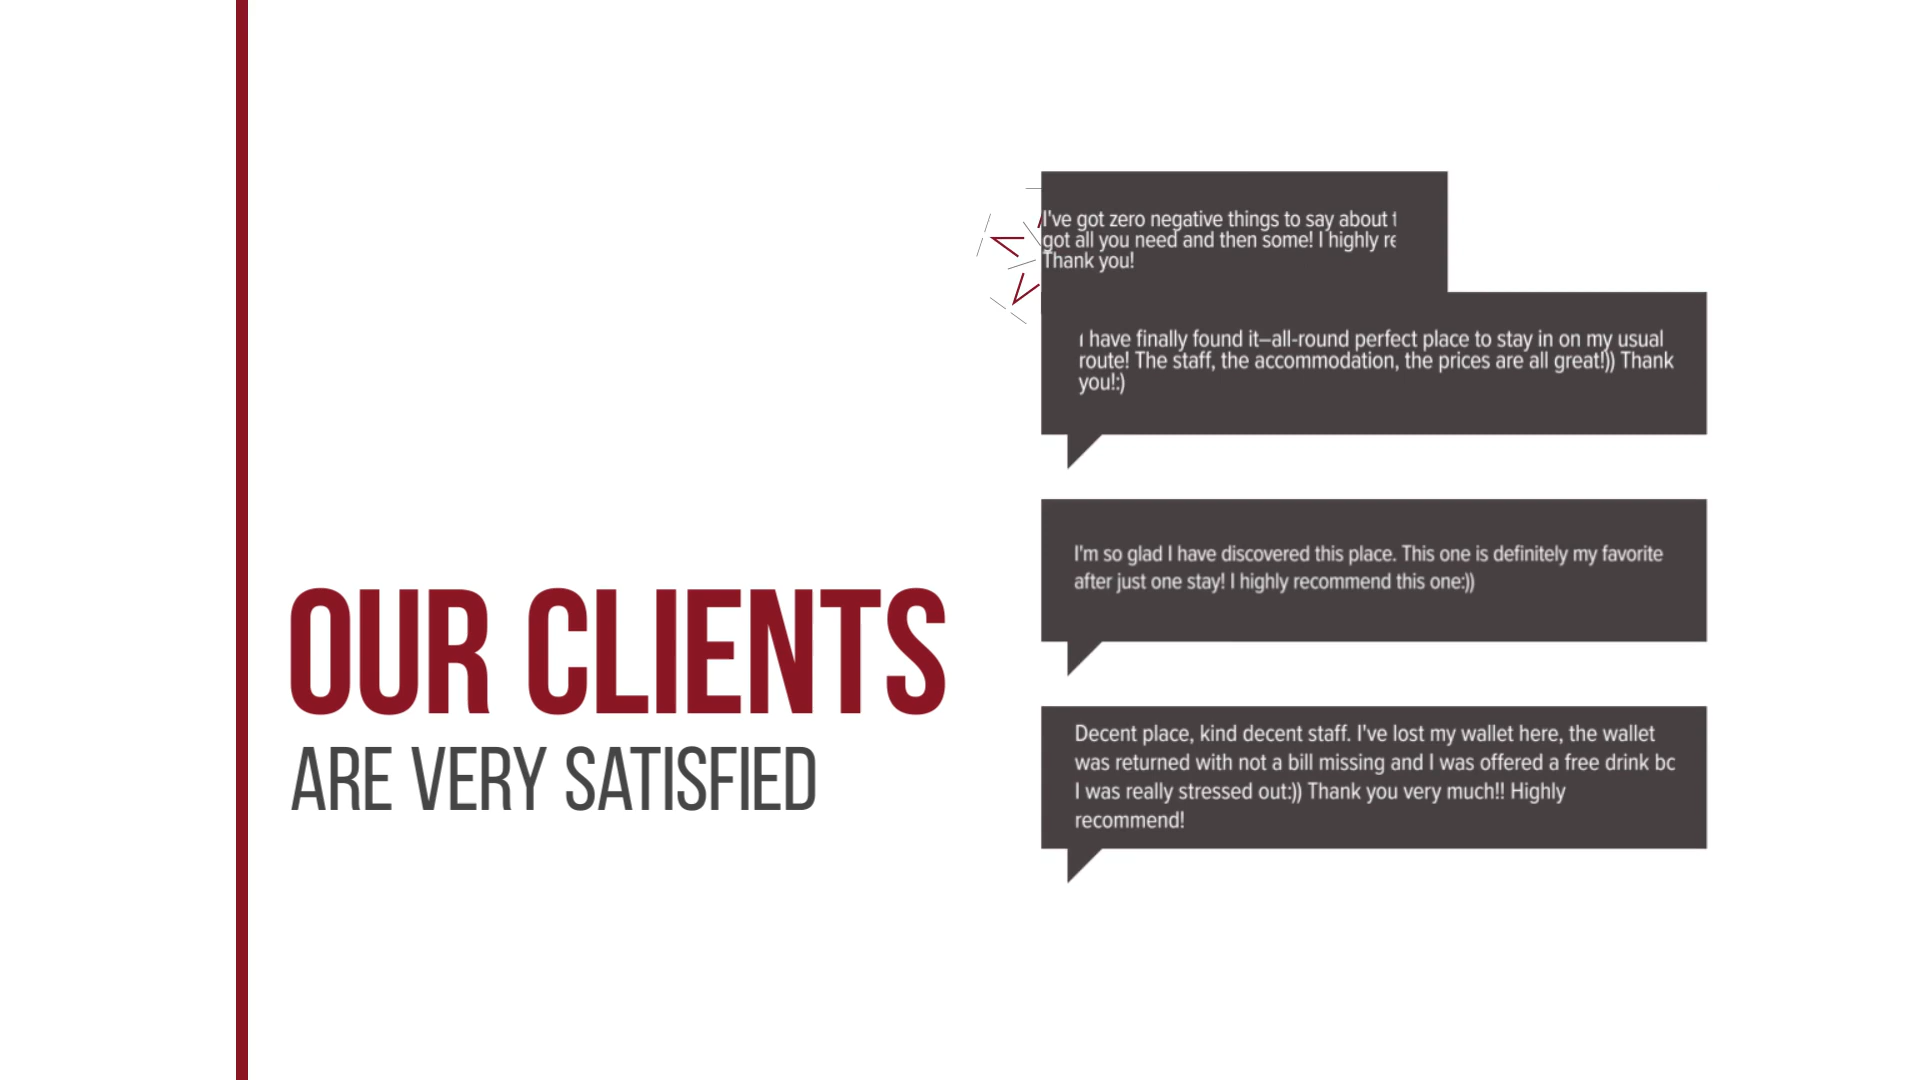 OUR CLIENTS
ARE VERY SATISFIED
I've got zero negative things to say about
got all you need and then some! I highly
Thank you!
I have finally found it–all-round perfect place to stay in on my usual
route! The staff, the accommodation, the prices are all great!)) Thank
you!:)
I'm so glad I have discovered this place. This one is definitely my favorite
after just one stay! I highly recommend this one:))
Decent place, kind decent staff. I've lost my wallet here, the wallet
was returned with not a bill missing and I was offered a free drink bc
I was really stressed out:)) Thank you very much!! Highly
recommend!